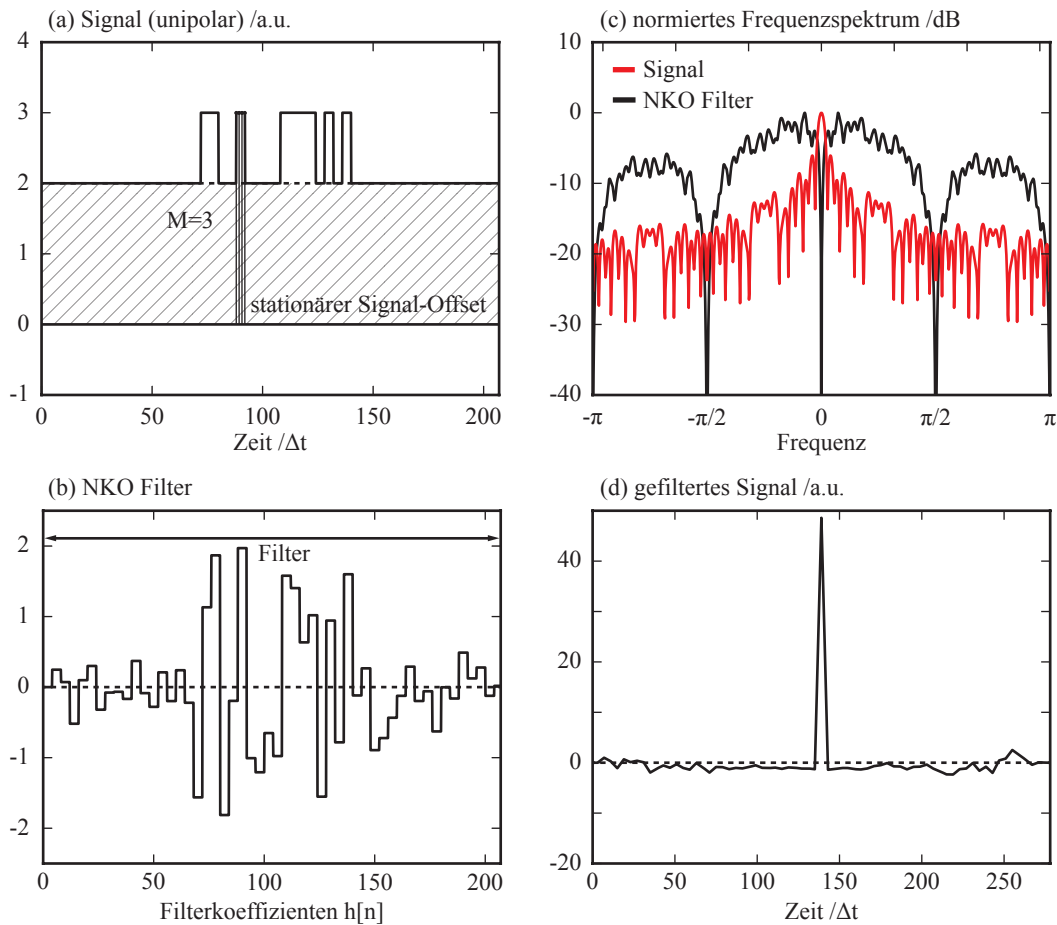 (a) Signal (unipolar) /a.u.
4
3
2
1
0
-1
M=3
stationärer Signal-Offset
0 50 100 150 200
Zeit /Δt
(c) normiertes Frequenzspektrum /dB
10
0
-10
-20
-30
-40
Signal
NKO Filter
-π -π/2 0 π/2 π
Frequenz
(b) NKO Filter
2
1
0
-1
-2
Filter
0 50 100 150 200
Filterkoeffizienten h[n]
(d) gefiltertes Signal /a.u.
40
20
0
-20
0 50 100 150 200 250
Zeit /Δt